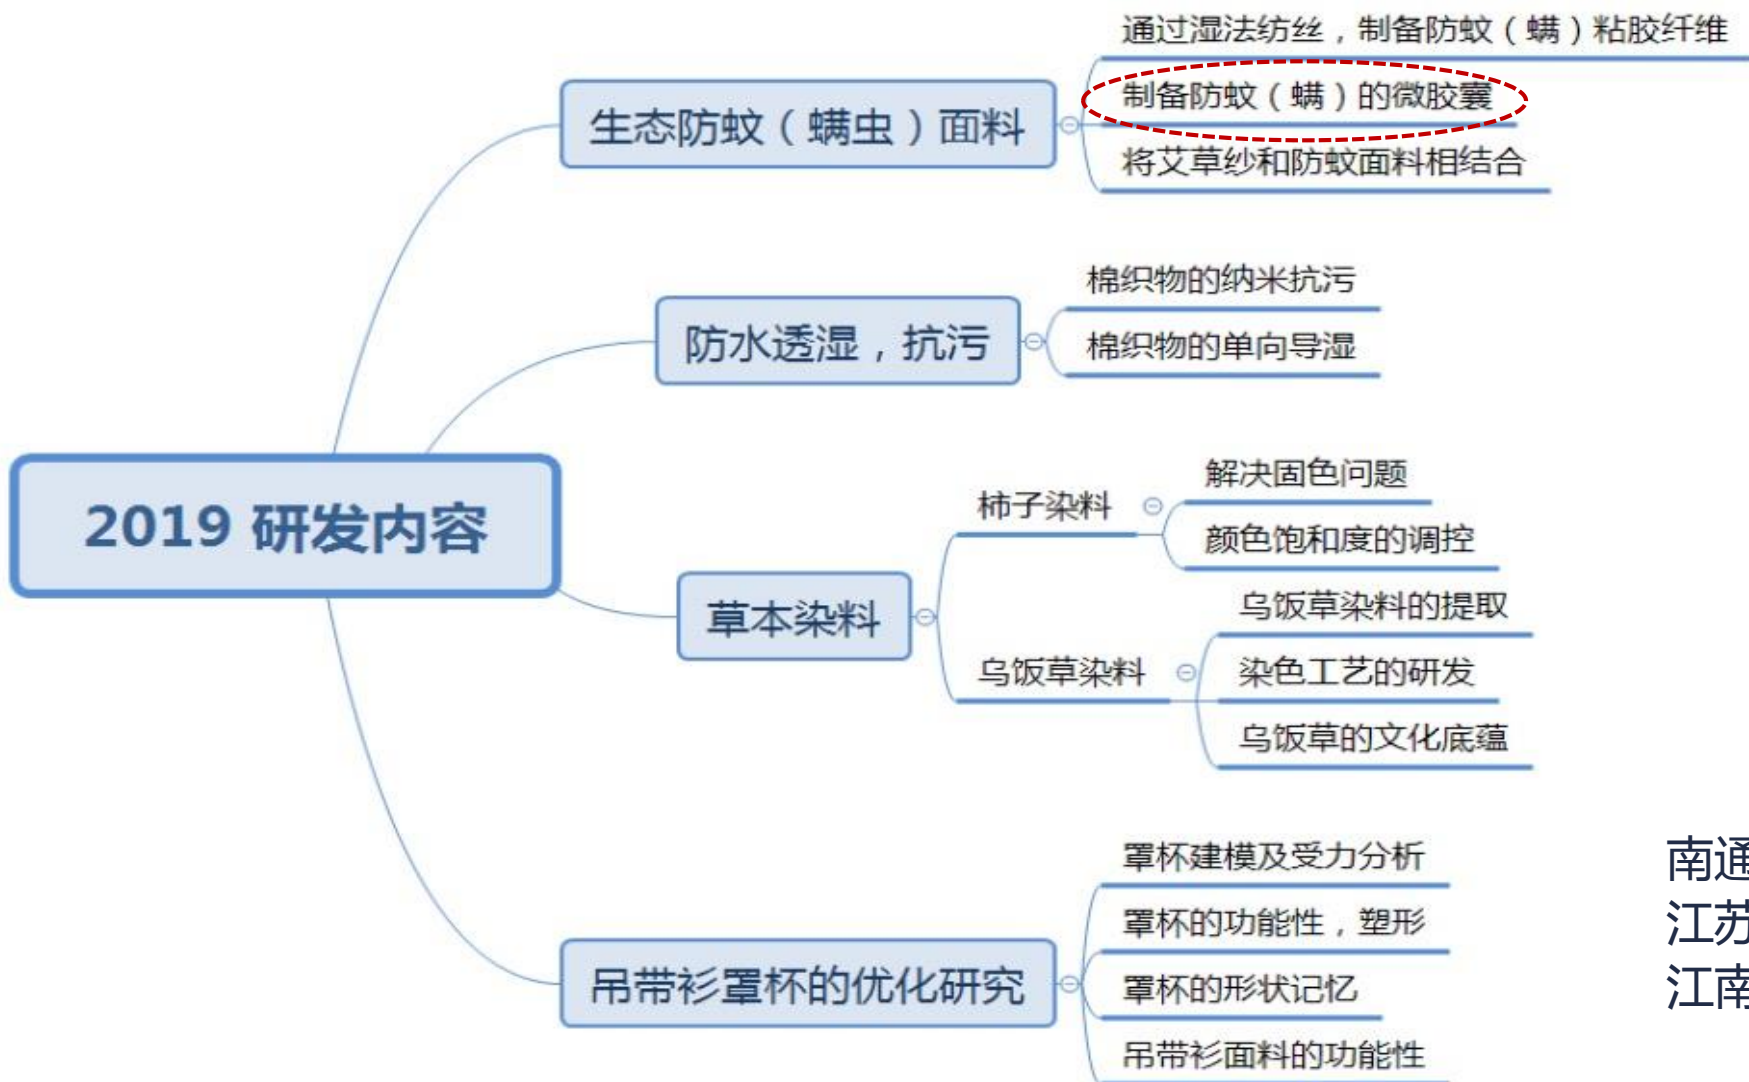 通过湿法纺丝，制备防蚊（螨）粘胶纤维
生态防蚊（螨虫）面料
制备防蚊（螨）的微胶囊
将艾草纱和防蚊面料相结合
防水透湿，抗污
棉织物的纳米抗污
棉织物的单向导湿
2019 研发内容
草本染料
柿子染料
解决固色问题
颜色饱和度的调控
乌饭草染料
乌饭草染料的提取
染色工艺的研发
乌饭草的文化底蕴
吊带衫罩杯的优化研究
罩杯建模及受力分析
罩杯的功能性，塑形
罩杯的形状记忆
吊带衫面料的功能性
南通
江苏
江南